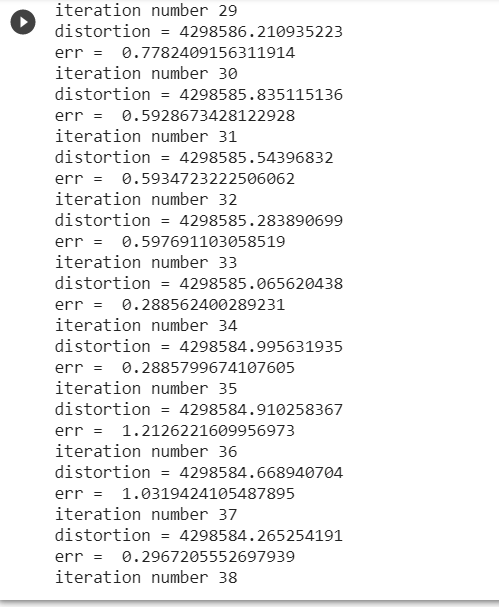 iteration number 29
distortion = 4298586.210935223
err =  0.7782409156311914
iteration number 30
distortion = 4298585.835115136
err =  0.5928673428122928
iteration number 31
distortion = 4298585.54396832
err =  0.5934723222506062
iteration number 32
distortion = 4298585.283890699
err =  0.597691103058519
iteration number 33
distortion = 4298585.065620438
err =  0.288562400289231
iteration number 34
distortion = 4298584.995631935
err =  0.2885799674107605
iteration number 35
distortion = 4298584.910258367
err =  1.2126221609956973
iteration number 36
distortion = 4298584.668940704
err =  1.0319424105487895
iteration number 37
distortion = 4298584.265254191
err =  0.2967205552697939
iteration number 38